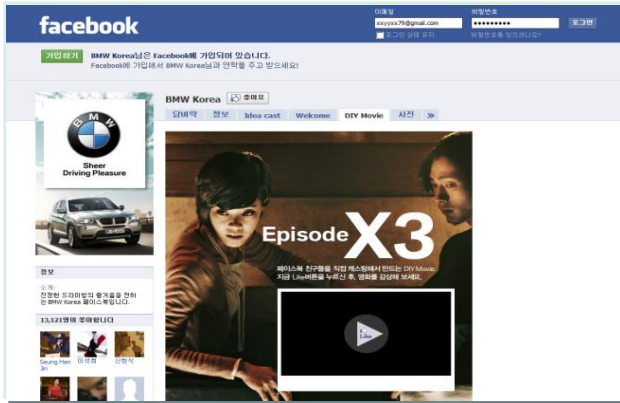 facebook
이메일
비밀번호
xxyyxx79@gmail.com
로그인
로그인 상태 유지
비밀번호를 잊으셨나요?
가입하기
BMW Korea님은 Facebook에 가입되어 있습니다.
Facebook에 가입해서 BMW Korea님과 연락을 주고 받으세요!
BMW Korea
좋아요
담벼락
정보
Idea cast
Welcome
DIY Movie
사진
»
BMW
Sheer
Driving Pleasure
Episode X3
페이스북 친구들을 직접 캐스팅해서 만드는 DIY Movie.
지금 Like버튼을 누르신 후, 영화를 감상해 보세요.
Like
정보
소개:
진정한 드라이빙의 즐거움을 전하
는 BMW Korea 페이스북입니다.
13,121명이 좋아합니다
Seung Han
Jin
이석희